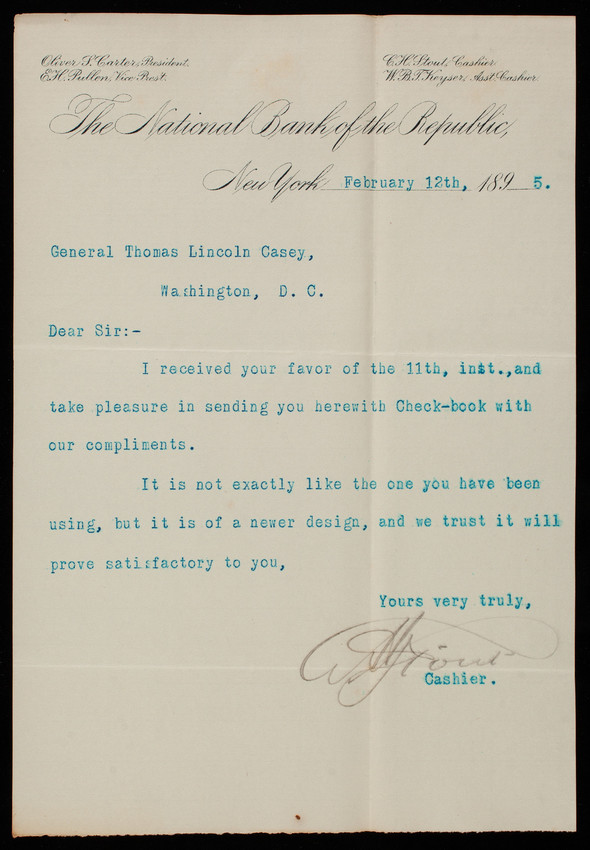 Oliver S. Carter, President.
E.H. Pullen, Vice Prest.
C.H. Stout, Cashier.
W.B.T. Keyser, Asst. Cashier.
The National Bank of the Republic,
New York February 12th, 1895.
General Thomas Lincoln Casey,
Washington, D. C.
Dear Sir:-
I received your favor of the 11th, inst.,and
take pleasure in sending you herewith Check-book with
our compliments.
It is not exactly like the one you have been
using, but it is of a newer design, and we trust it will
prove satisfactory to you,
Yours very truly,
C H Stout
Cashier.